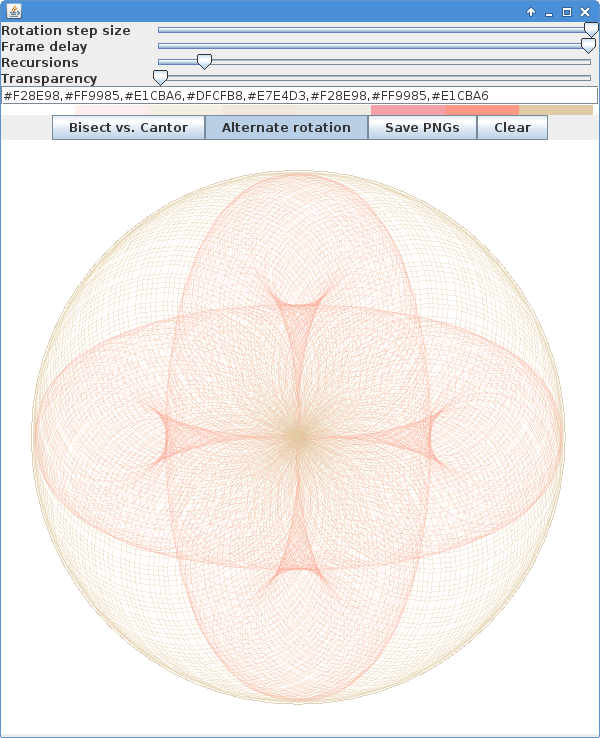 Rotation step size
Frame delay
Recursions
Transparency
#F28E98,#FF9985,#E1CBA6,#DFCFB8,#E7E4D3,#F28E98,#FF9985,#E1CBA6
Bisect vs. Cantor Alternate rotation Save PNGs Clear